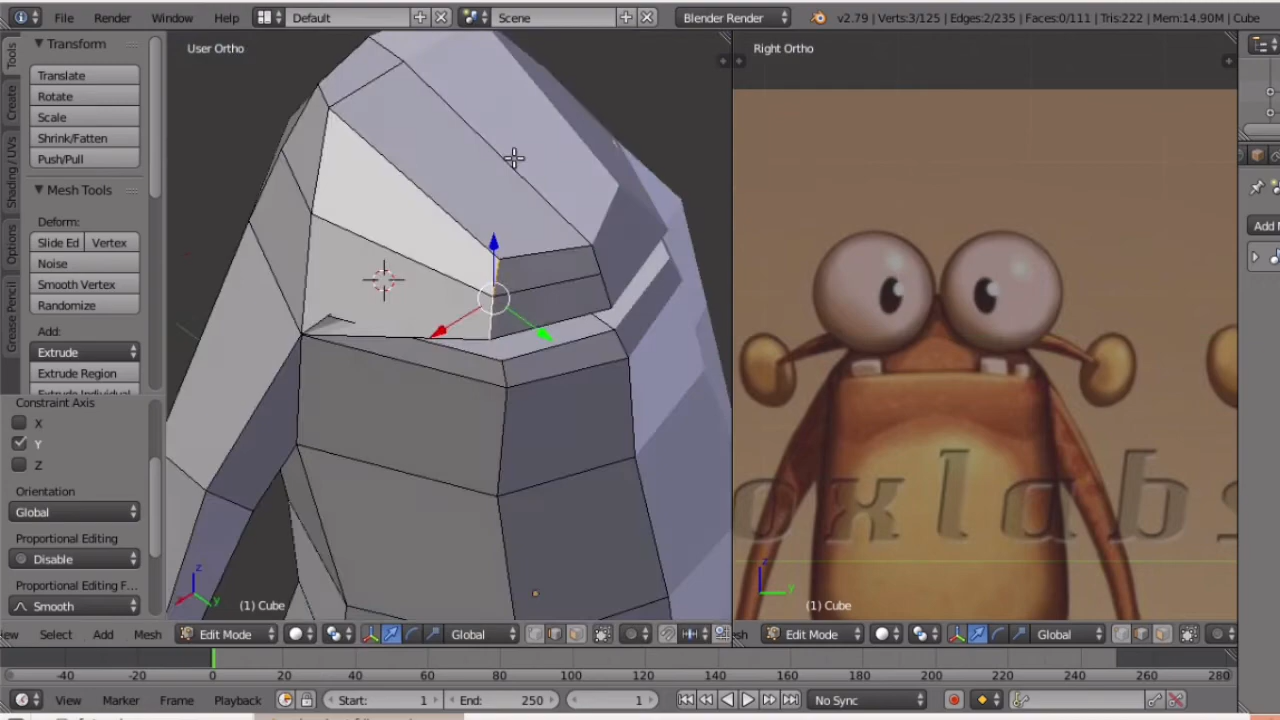 File Render Window Help Default Scene Blender Render v2.79 | Verts:3/125 | Edges:2/235 | Faces:0/111 | Tris:222 | Mem:14.90M | Cube
Tools
Create
Shading / UVs
Options
Grease Pencil
Transform
Translate
Rotate
Scale
Shrink/Fatten
Push/Pull
Mesh Tools
Deform:
Slide Ed Vertex
Noise
Smooth Vertex
Randomize
Add:
Extrude
Extrude Region
Extrude Individual
Constraint Axis
X
Y
Z
Orientation
Global
Proportional Editing
Disable
Proportional Editing F...
Smooth
User Ortho
z
x
y
(1) Cube
Right Ortho
oxlabs
z
y
(1) Cube
Add
ew Select Add Mesh Edit Mode Global
sh Edit Mode Global
-40 -20 0 20 40 60 80 100 120 140 160 180 200 220 240 260 280
View Marker Frame Playback Start: 1 End: 250 1 No Sync